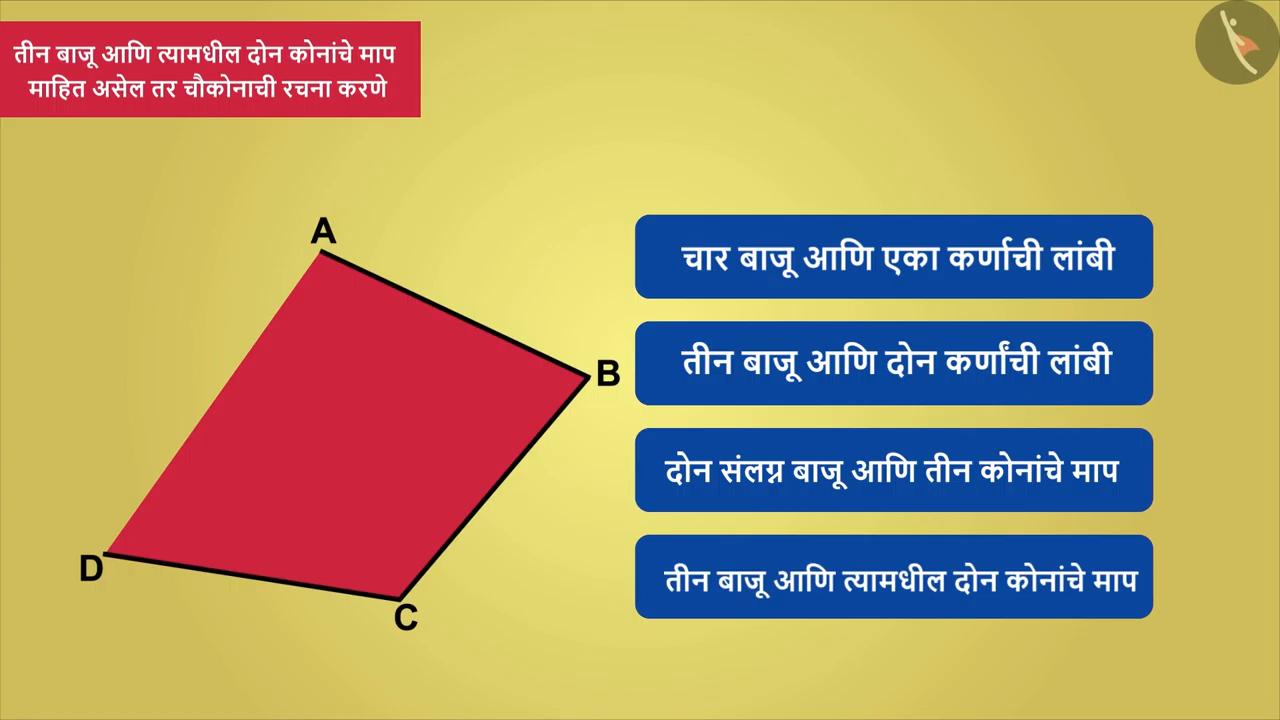 तीन बाजू आणि त्यामधील दोन कोनांचे माप
माहित असेल तर चौकोनाची रचना करणे
A
B
C
D
चार बाजू आणि एका कर्णाची लांबी
तीन बाजू आणि दोन कर्णांची लांबी
दोन संलग्न बाजू आणि तीन कोनांचे माप
तीन बाजू आणि त्यामधील दोन कोनांचे माप